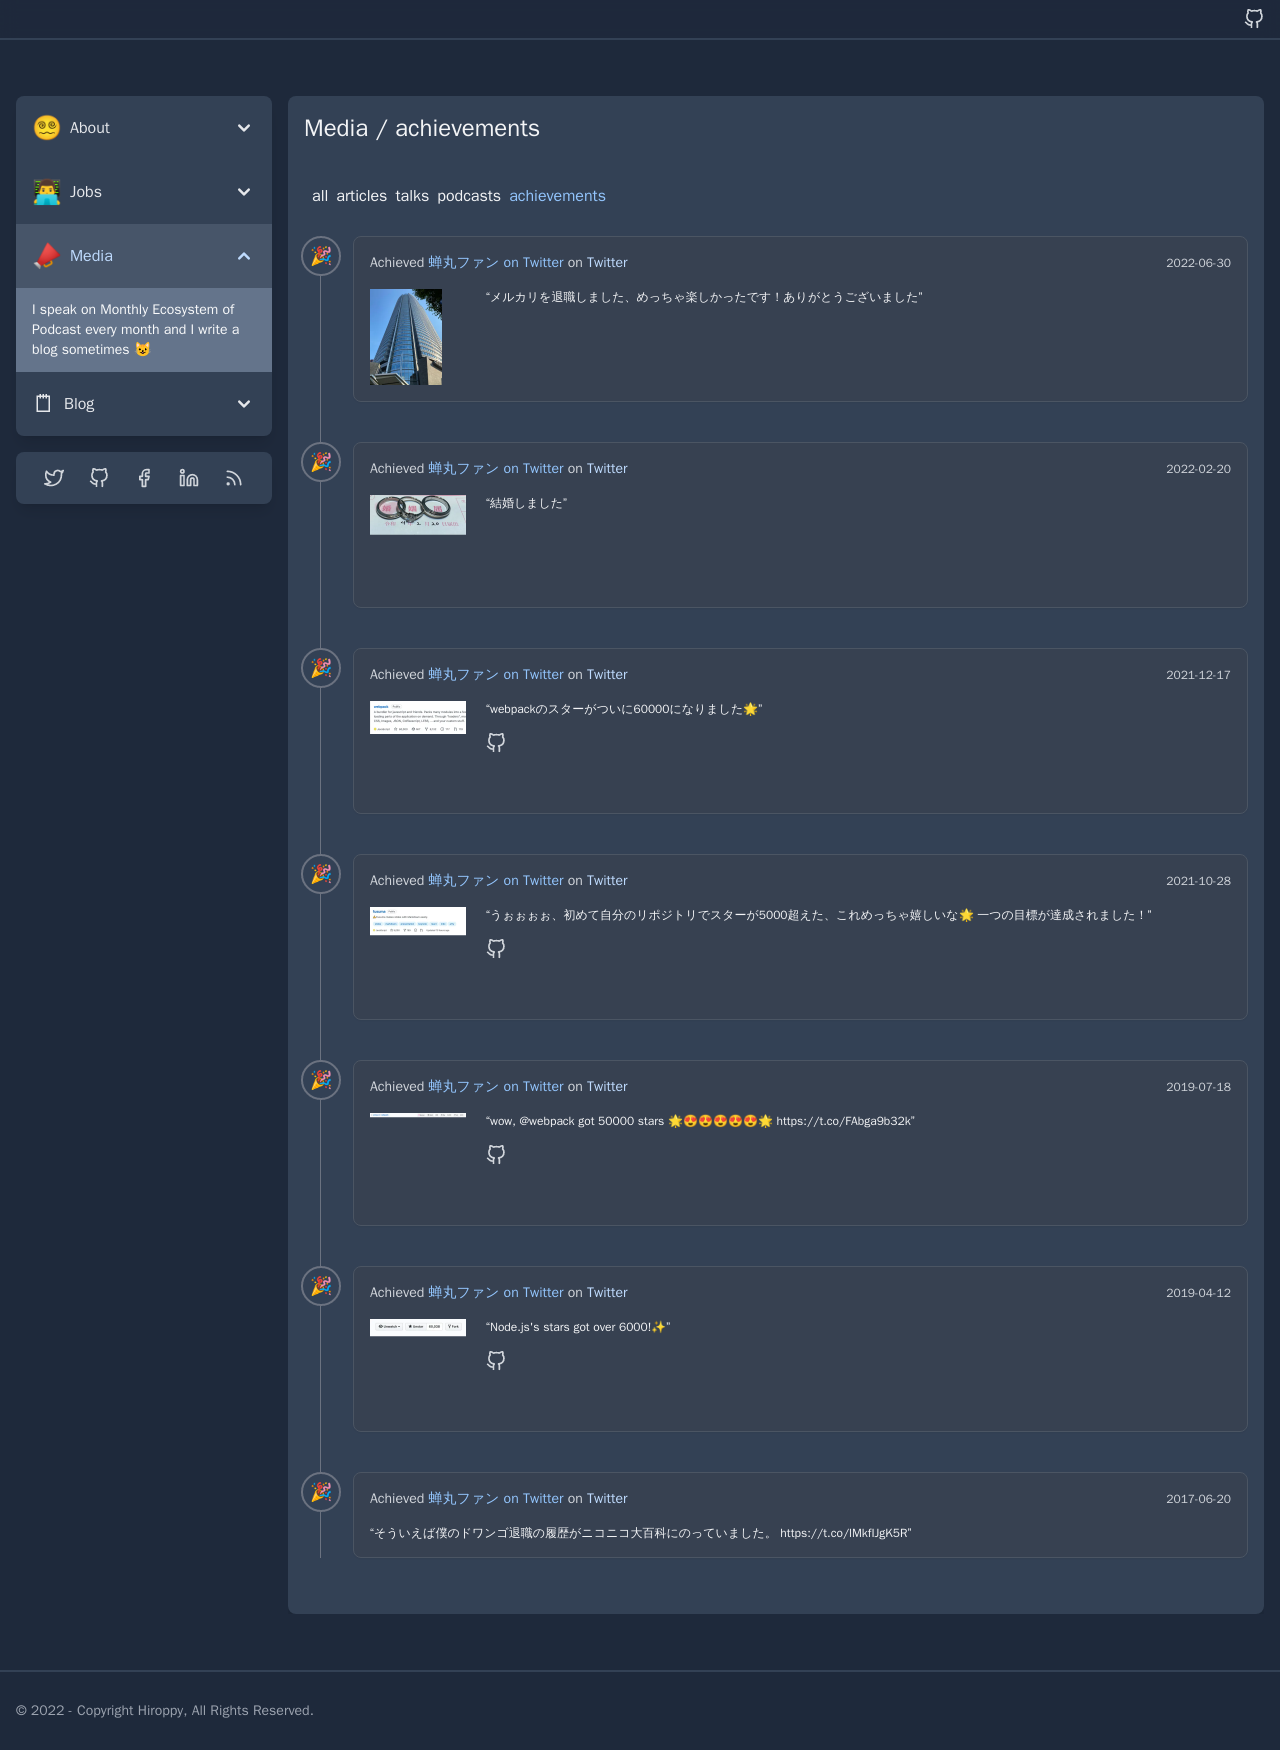 About
Jobs
Media
I speak on Monthly Ecosystem of
Podcast every month and I write a
blog sometimes 😺
Blog
Media / achievements
all articles talks podcasts achievements
Achieved 蝉丸ファン on Twitter on Twitter
2022-06-30
“メルカリを退職しました、めっちゃ楽しかったです！ありがとうございました”
Achieved 蝉丸ファン on Twitter on Twitter
2022-02-20
“結婚しました”
Achieved 蝉丸ファン on Twitter on Twitter
2021-12-17
“webpackのスターがついに60000になりました🌟”
Achieved 蝉丸ファン on Twitter on Twitter
2021-10-28
“うぉぉぉぉ、初めて自分のリポジトリでスターが5000超えた、これめっちゃ嬉しいな🌟 一つの目標が達成されました！”
Achieved 蝉丸ファン on Twitter on Twitter
2019-07-18
“wow, @webpack got 50000 stars 🌟😍😍😍😍😍🌟 https://t.co/FAbga9b32k”
Achieved 蝉丸ファン on Twitter on Twitter
2019-04-12
“Node.js's stars got over 6000!✨”
Achieved 蝉丸ファン on Twitter on Twitter
2017-06-20
“そういえば僕のドワンゴ退職の履歴がニコニコ大百科にのっていました。 https://t.co/lMkflJgK5R”
© 2022 - Copyright Hiroppy, All Rights Reserved.